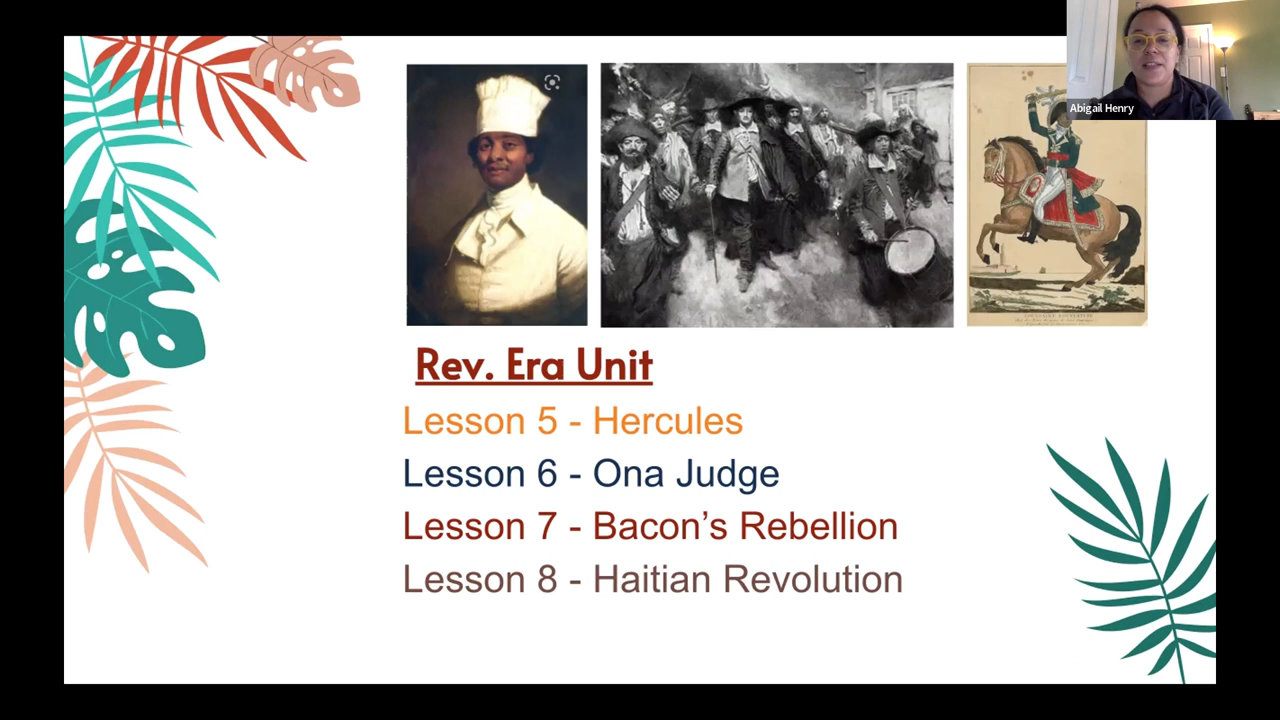 Abigail Henry
Rev. Era Unit
Lesson 5 - Hercules
Lesson 6 - Ona Judge
Lesson 7 - Bacon’s Rebellion
Lesson 8 - Haitian Revolution